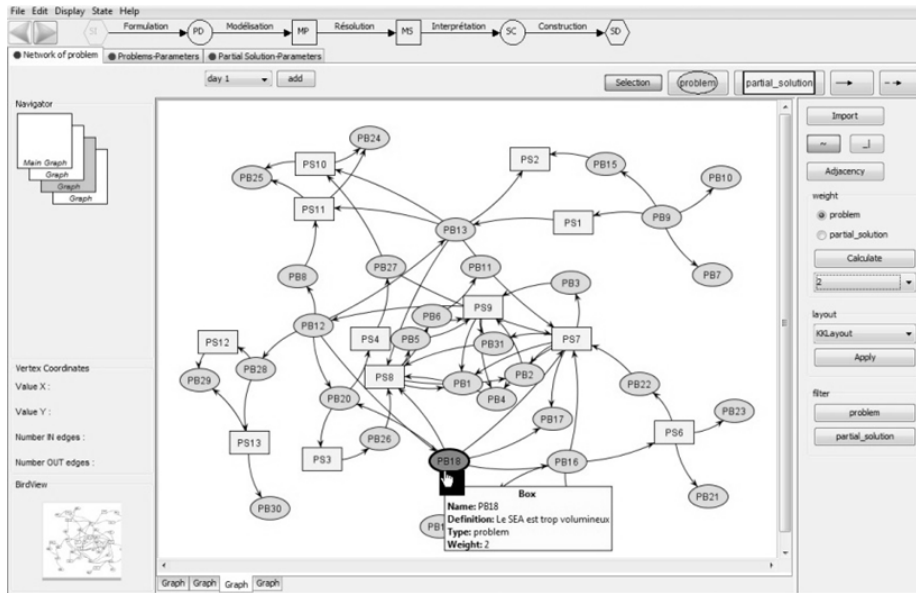 File Edit Display State Help
SI Formulation PD Modélisation MP Résolution MS Interprétation SC Construction SD
Network of problem Problems-Parameters Partial Solution-Parameters
day 1 add Selection problem partial_solution
Navigator
Main Graph
Graph
Graph
Graph
Vertex Coordinates
Value X :
Value Y :
Number IN edges :
Number OUT edges :
BirdView
PB24
PS10 PS2 PB15
PB25 PB10
PS11 PB9
PB13 PS1
PB8 PB27 PB11 PB7
PB3
PS9
PB12 PB6
PS12 PS4 PB5 PB31 PS7
PB28 PS8 PB2
PB29 PB1 PB22
PB20 PB4
PB17 PB23
PS13 PB26 PS6
PS3 PB18 PB16
PB21
PB30
Box
Name: PB18
Definition: Le SEA est trop volumineux
Type: problem
Weight: 2
Graph Graph Graph Graph
Import
~
Adjacency
weight
problem
partial_solution
Calculate
2
layout
KKLayout
Apply
filter
problem
partial_solution